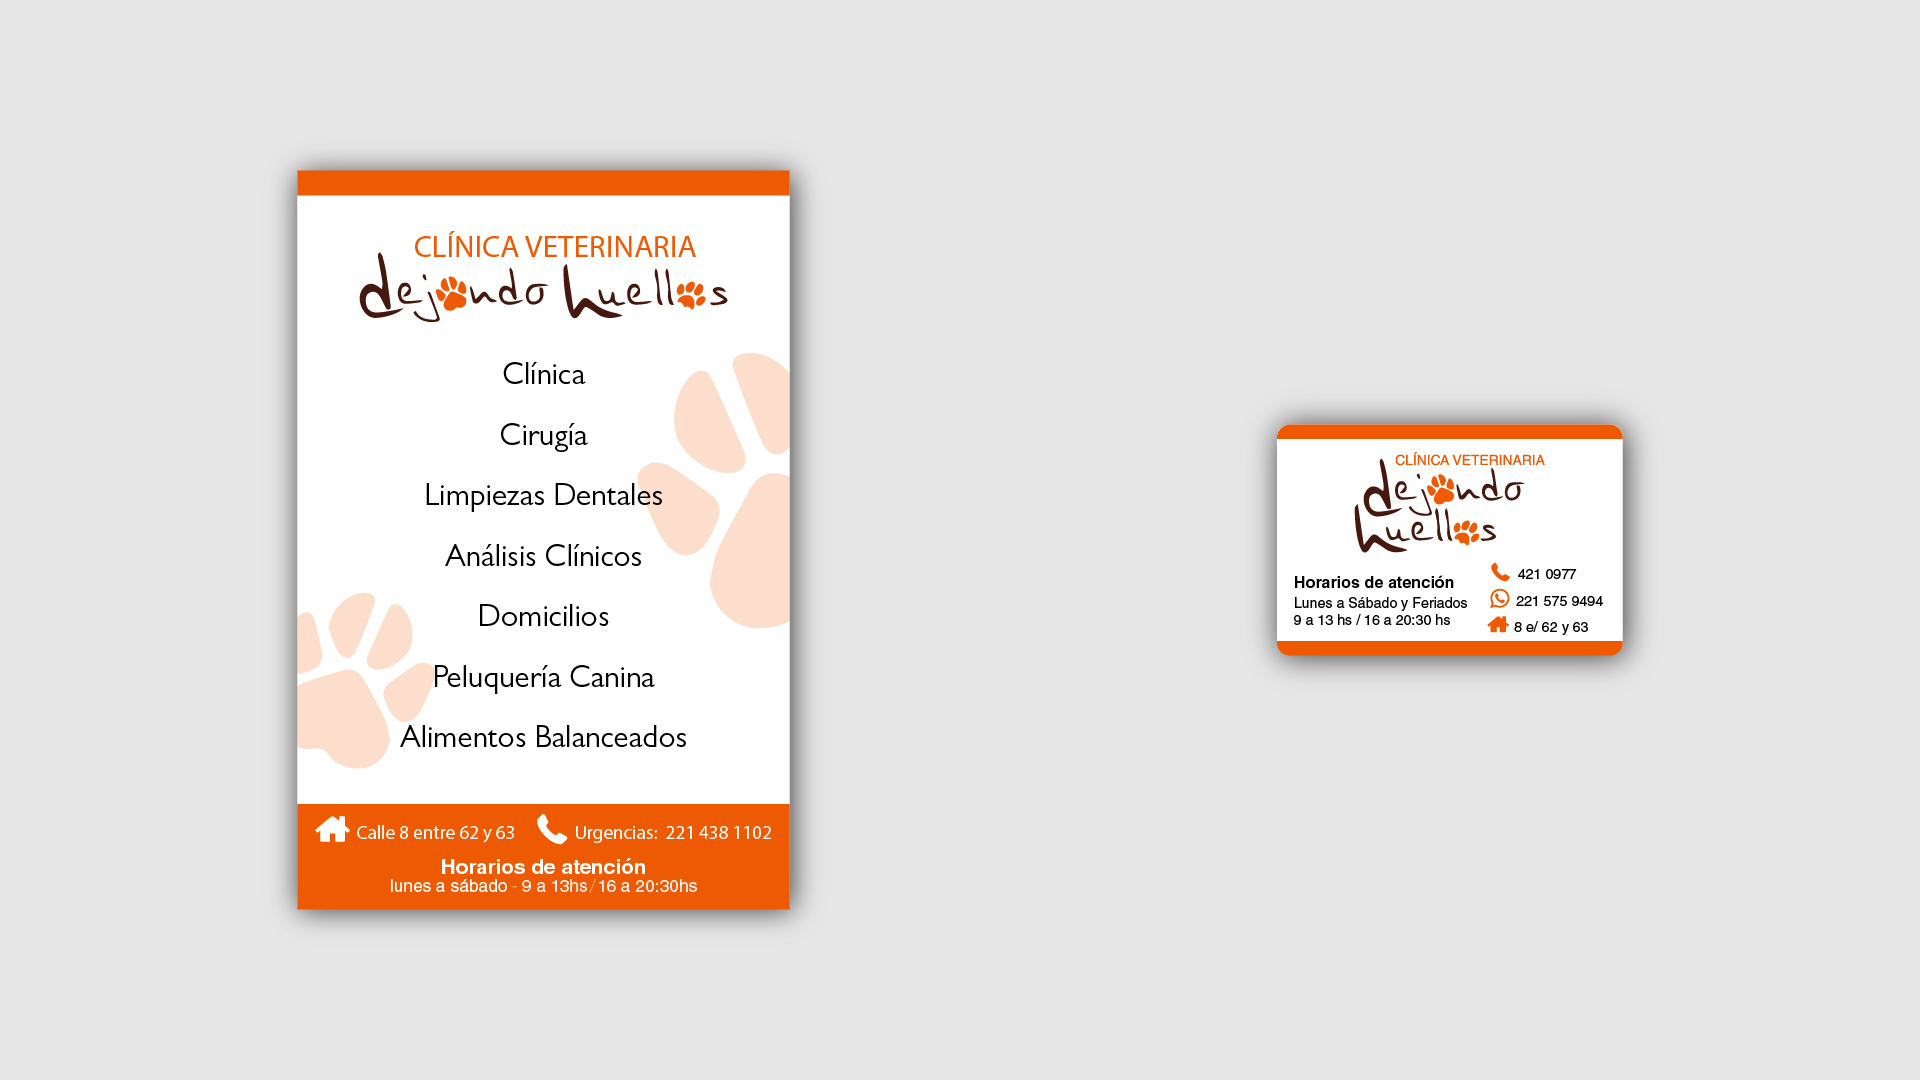 CLÍNICA VETERINARIA
dejando huellas
Clínica
Cirugía
Limpiezas Dentales
Análisis Clínicos
Domicilios
Peluquería Canina
Alimentos Balanceados
Calle 8 entre 62 y 63
Urgencias: 221 438 1102
Horarios de atención
lunes a sábado - 9 a 13hs/16 a 20:30hs
CLÍNICA VETERINARIA
dejando
huellas
Horarios de atención
Lunes a Sábado y Feriados
9 a 13 hs / 16 a 20:30 hs
421 0977
221 575 9494
8 e/ 62 y 63